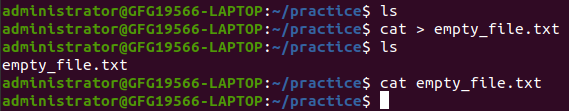 administrator@GFG19566-LAPTOP:~/practice$ ls
administrator@GFG19566-LAPTOP:~/practice$ cat > empty_file.txt
administrator@GFG19566-LAPTOP:~/practice$ ls
empty_file.txt
administrator@GFG19566-LAPTOP:~/practice$ cat empty_file.txt
administrator@GFG19566-LAPTOP:~/practice$